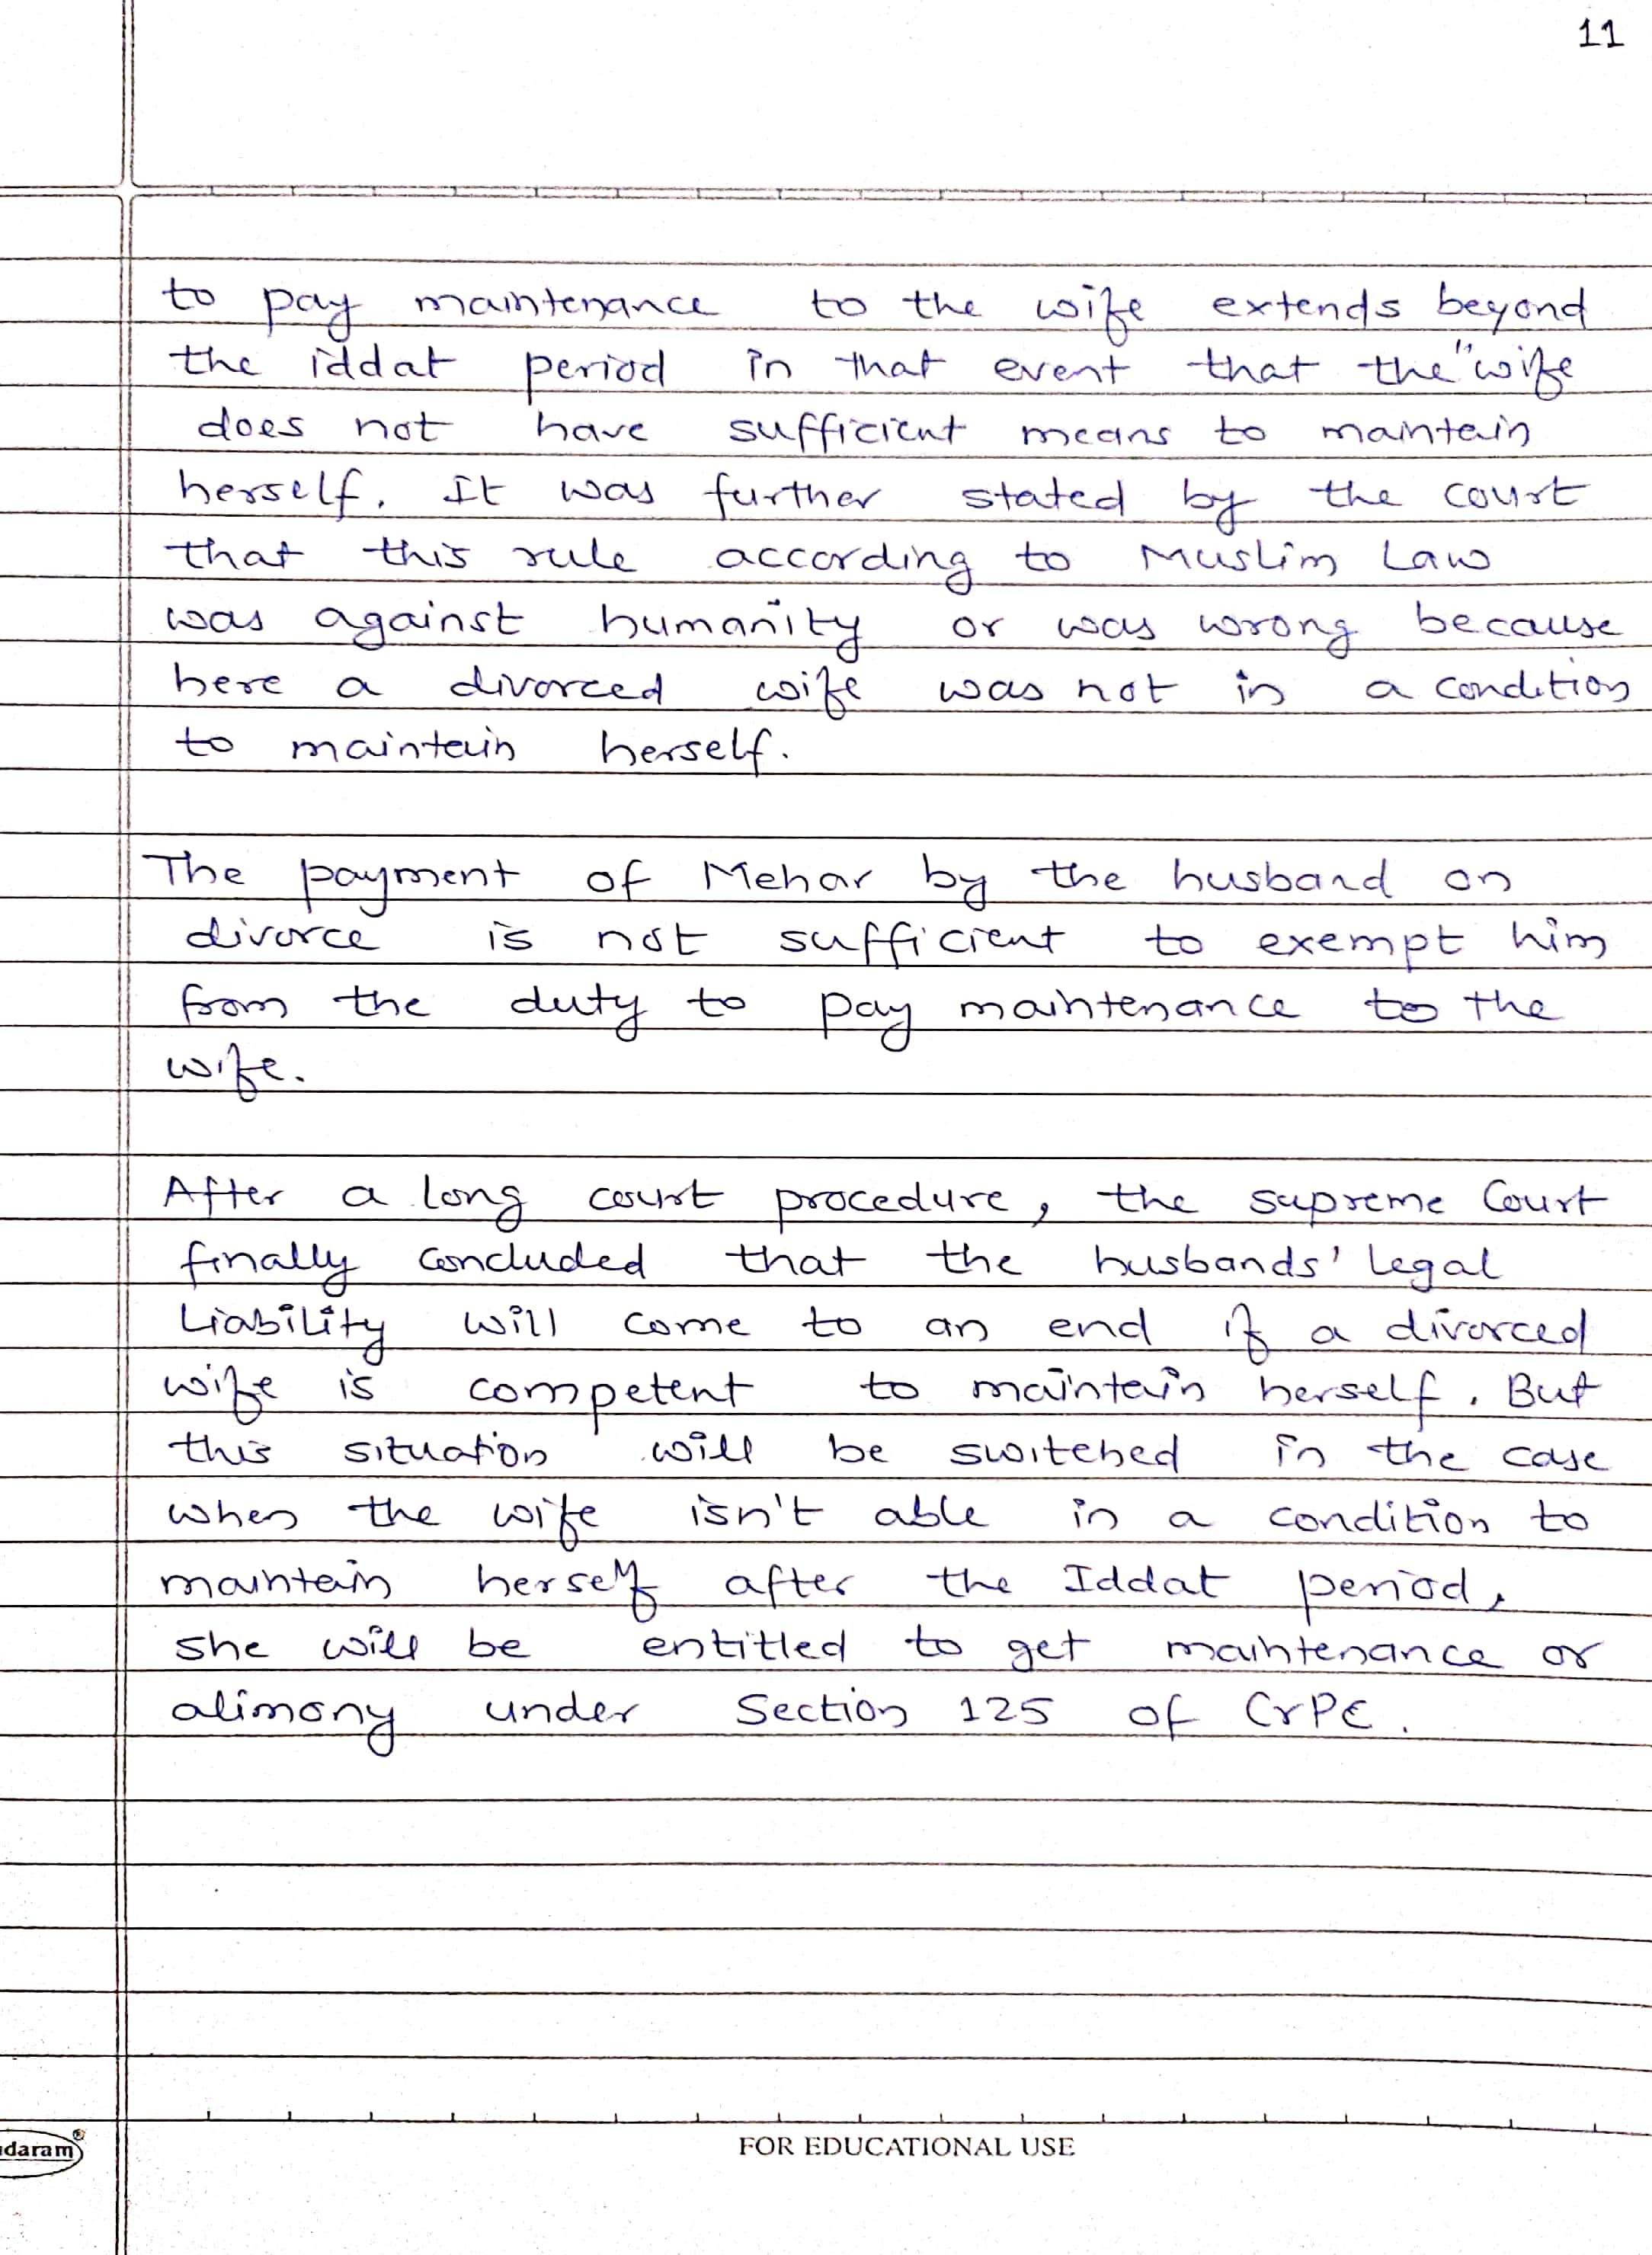 11
to pay maintenance to the wife extends beyond
the iddat period in that event that the "wife
does not have sufficient means to maintain
herself. It was further stated by the court
that this rule according to Muslim Law
was against humanity or was wrong because
here a divorced wife was not in a condition
to maintain herself.
The payment of Mehar by the husband on
divorce is not sufficient to exempt him
from the duty to pay maintenance to the
wife.
After a long court procedure, the supreme Court
finally concluded that the husbands' legal
Liability will come to an end if a divorced
wife is competent to maintain herself. But
this situation will be switched in the case
when the wife isn't able in a condition to
maintain herself after the Iddat period,
she will be entitled to get maintenance or
alimony under Section 125 of CrPC.
daram®
FOR EDUCATIONAL USE